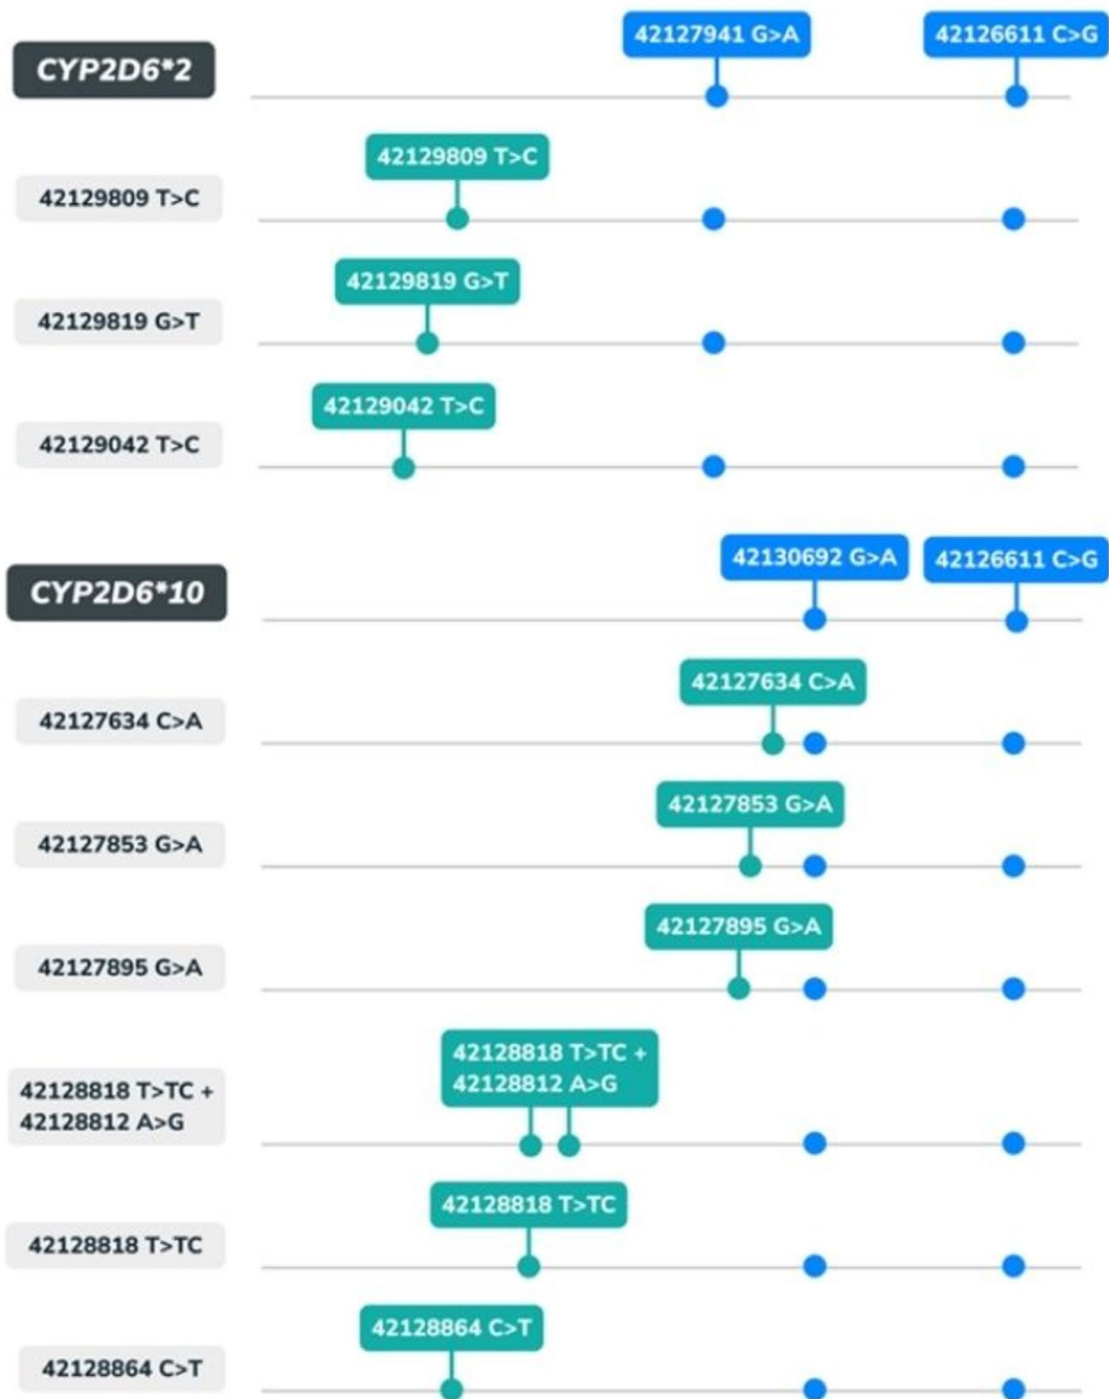 42127941 G>A
42126611 C>G
CYP2D6*2
42129809 T>C
42129809 T>C
42129819 G>T
42129819 G>T
42129042 T>C
42129042 T>C
42130692 G>A
42126611 C>G
CYP2D6*10
42127634 C>A
42127634 C>A
42127853 G>A
42127853 G>A
42127895 G>A
42127895 G>A
42128818 T>TC +
42128812 A>G
42128818 T>TC +
42128812 A>G
42128818 T>TC
42128818 T>TC
42128864 C>T
42128864 C>T